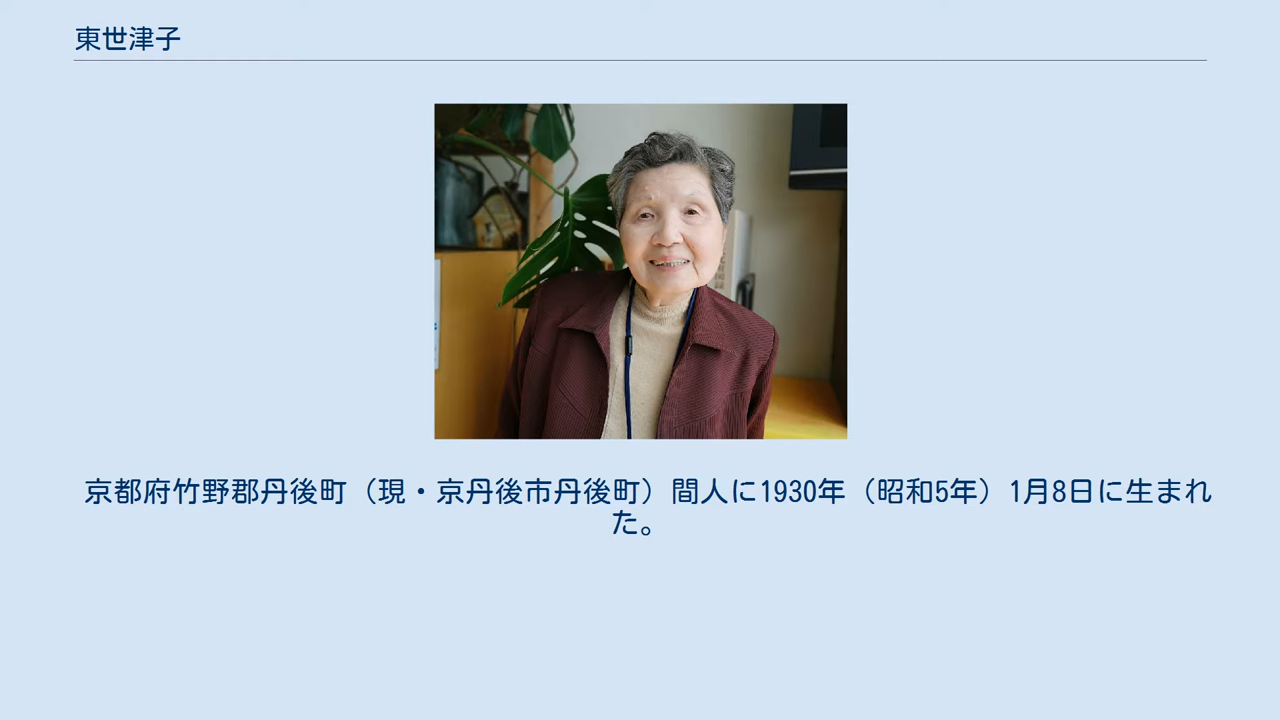 東世津子
京都府竹野郡丹後町（現・京丹後市丹後町）間人に1930年（昭和5年）1月8日に生まれ
た。